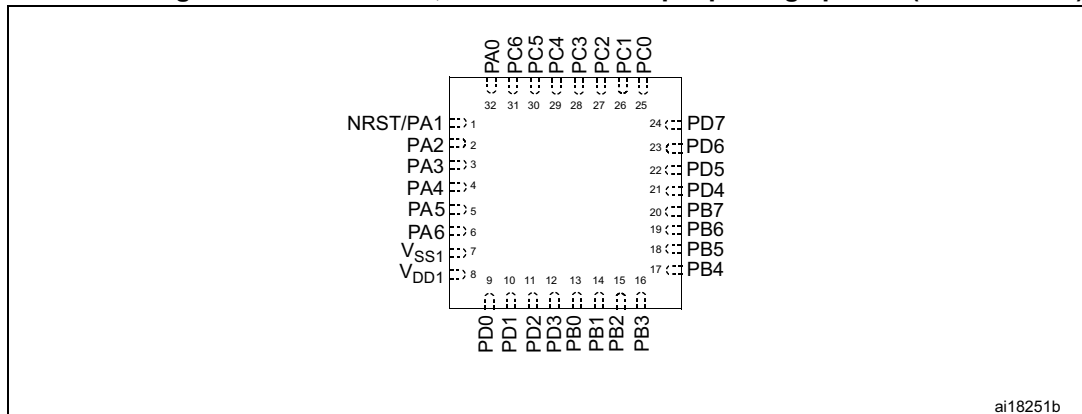 PA0 PC6 PC5 PC4 PC3 PC2 PC1 PC0
32 31 30 29 28 27 26 25
NRST/PA1 1 24 PD7
PA2 2 23 PD6
PA3 3 22 PD5
PA4 4 21 PD4
PA5 5 20 PB7
PA6 6 19 PB6
VSS1 7 18 PB5
VDD1 8 17 PB4
9 10 11 12 13 14 15 16
PD0 PD1 PD2 PD3 PB0 PB1 PB2 PB3
ai18251b